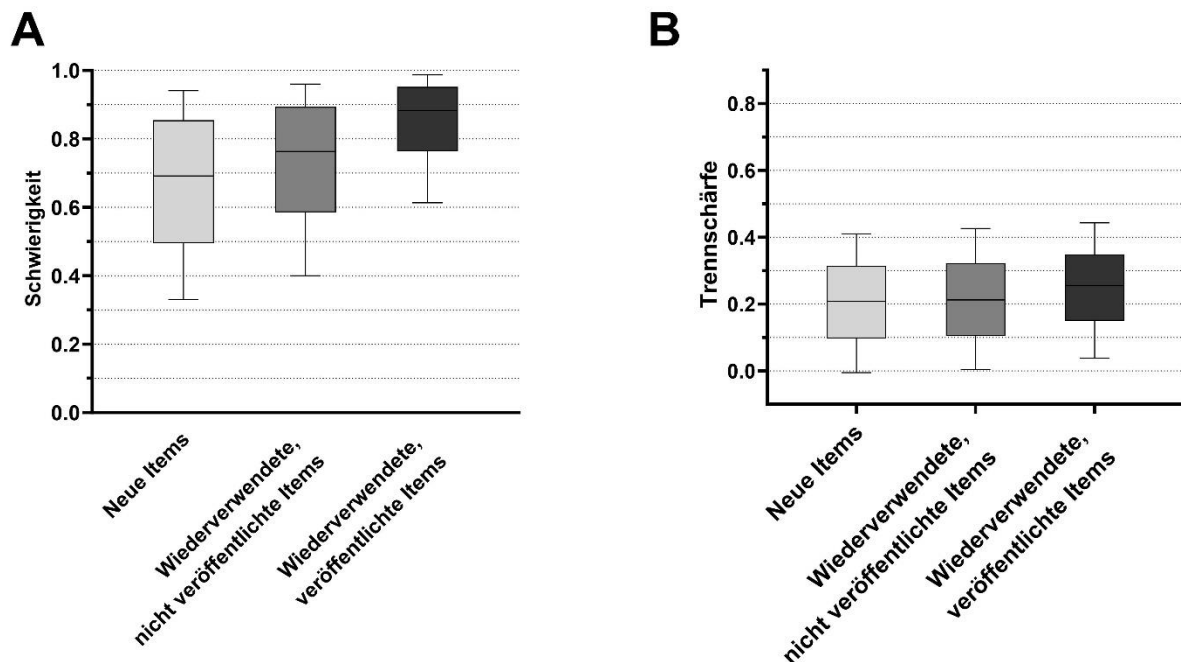 A
Schwierigkeit
1.0
0.8
0.6
0.4
0.2
0.0
Neue Items
Wiederverwendete,
nicht veröffentlichte Items
Wiederverwendete,
veröffentlichte Items
B
Trennschärfe
0.8
0.6
0.4
0.2
0.0
Neue Items
Wiederverwendete,
nicht veröffentlichte Items
Wiederverwendete,
veröffentlichte Items